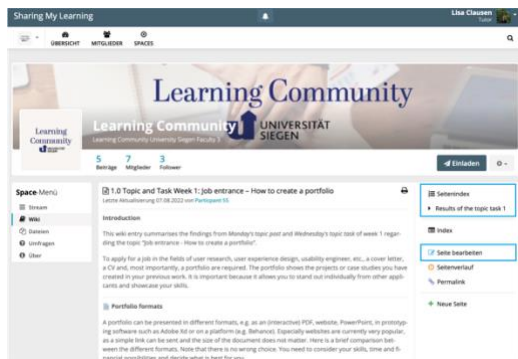 Sharing My Learning
Lisa Clausen
Tutor
ÜBERSICHT
MITGLIEDER
SPACES
Learning Community
UNIVERSITÄT
SIEGEN
Learning
Community
Learning Community
Learning Community University Siegen Faculty 3
5
Beiträge
7
Mitglieder
3
Follower
Einladen
Space-Menü
Stream
Wiki
Dateien
Umfragen
Über
1.0 Topic and Task Week 1: Job entrance – How to create a portfolio
Letzte Aktualisierung 07.08.2022 von Participant 55
Introduction
This wiki entry summarises the findings from Monday's topic post and Wednesday's topic task of week 1 regar-
ding the topic "Job entrance - How to create a portfolio".
To apply for a job in the fields of user research, user experience design, usability engineer, etc., a cover letter,
a CV and, most importantly, a portfolio are required. The portfolio shows the projects or case studies you have
created in your previous work. It is important because it allows you to stand out individually from other appli-
cants and showcase your skills.
Portfolio formats
A portfolio can be presented in different formats, e.g. as an (interactive) PDF, website, PowerPoint, in prototyp-
ing software such as Adobe Xd or on a platform (e.g. Behance). Especially websites are currently very popular,
as a simple link can be sent and the size of the document does not matter. Here is a brief comparison bet-
ween the different formats. Note that there is no wrong choice. You need to consider your skills, time and fi-
nancial possibilities and decide what is best for you.
Seitenindex
Results of the topic task 1
Index
Seite bearbeiten
Seitenverlauf
Permalink
Neue Seite